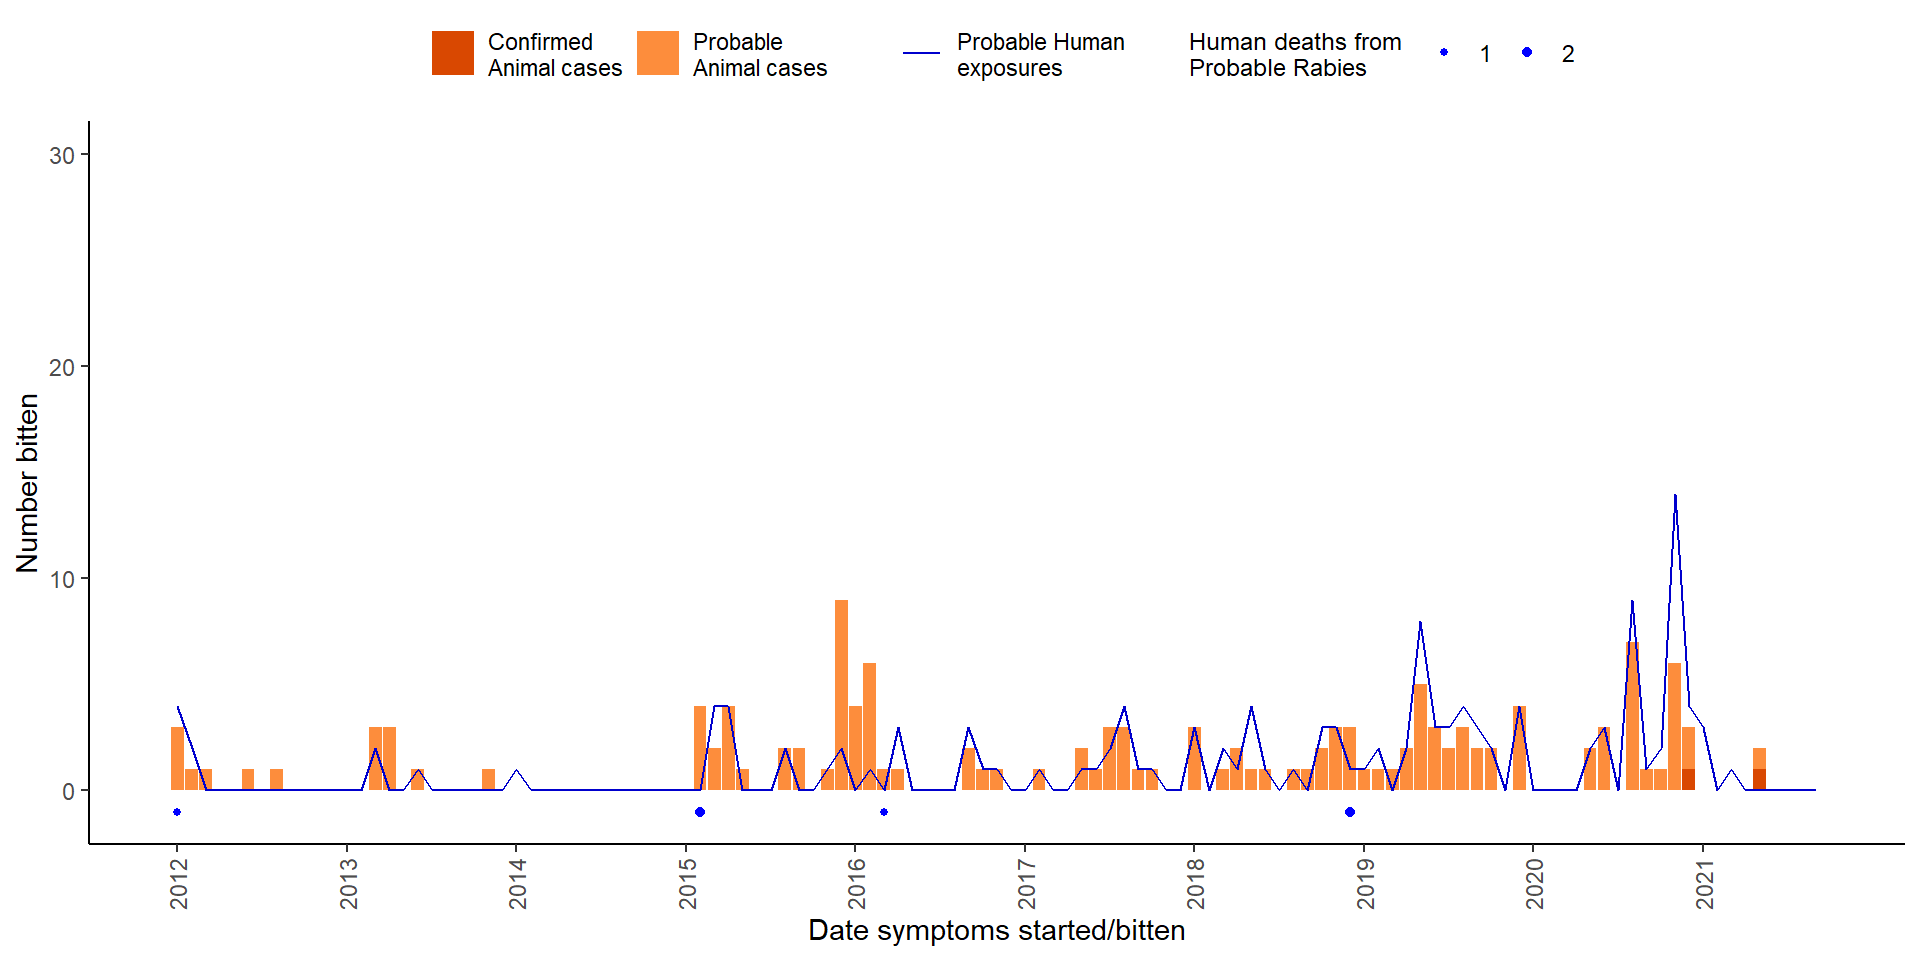 Confirmed
Animal cases
Probable
Animal cases
Probable Human
exposures
Human deaths from
Probable Rabies
1
2
30
20
10
0
Number bitten
2012
2013
2014
2015
2016
2017
2018
2019
2020
2021
Date symptoms started/bitten